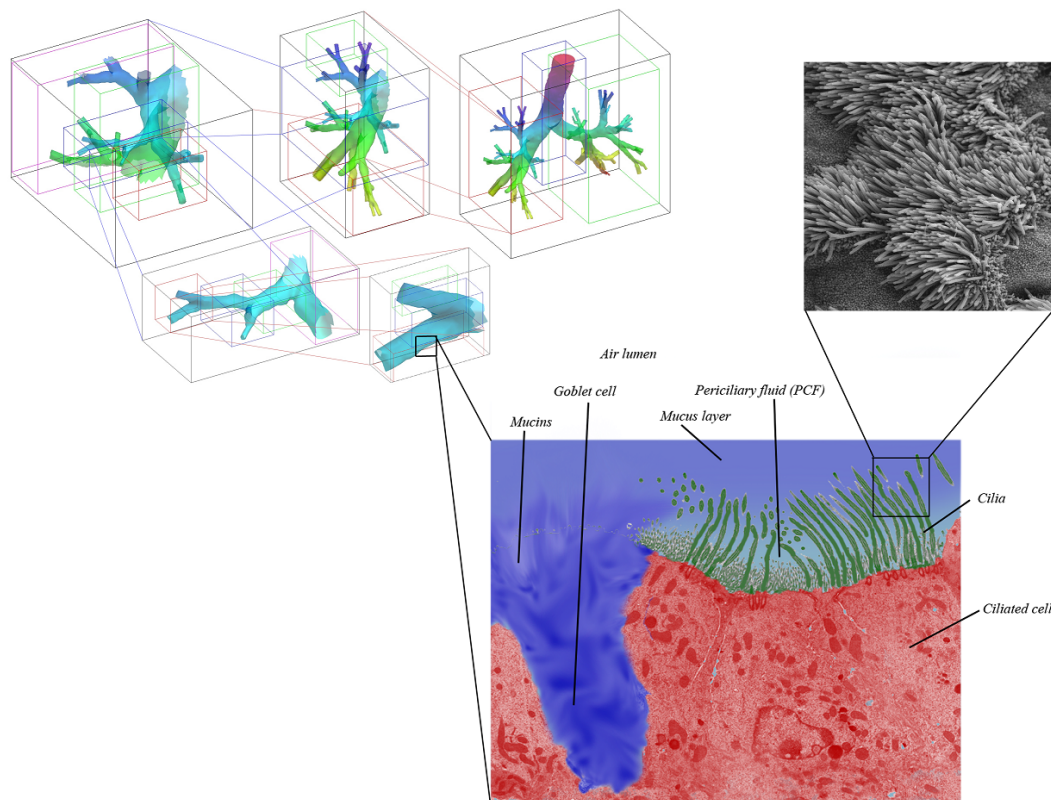 Air lumen
Goblet cell
Periciliary fluid (PCF)
Mucins
Mucus layer
Cilia
Ciliated cell